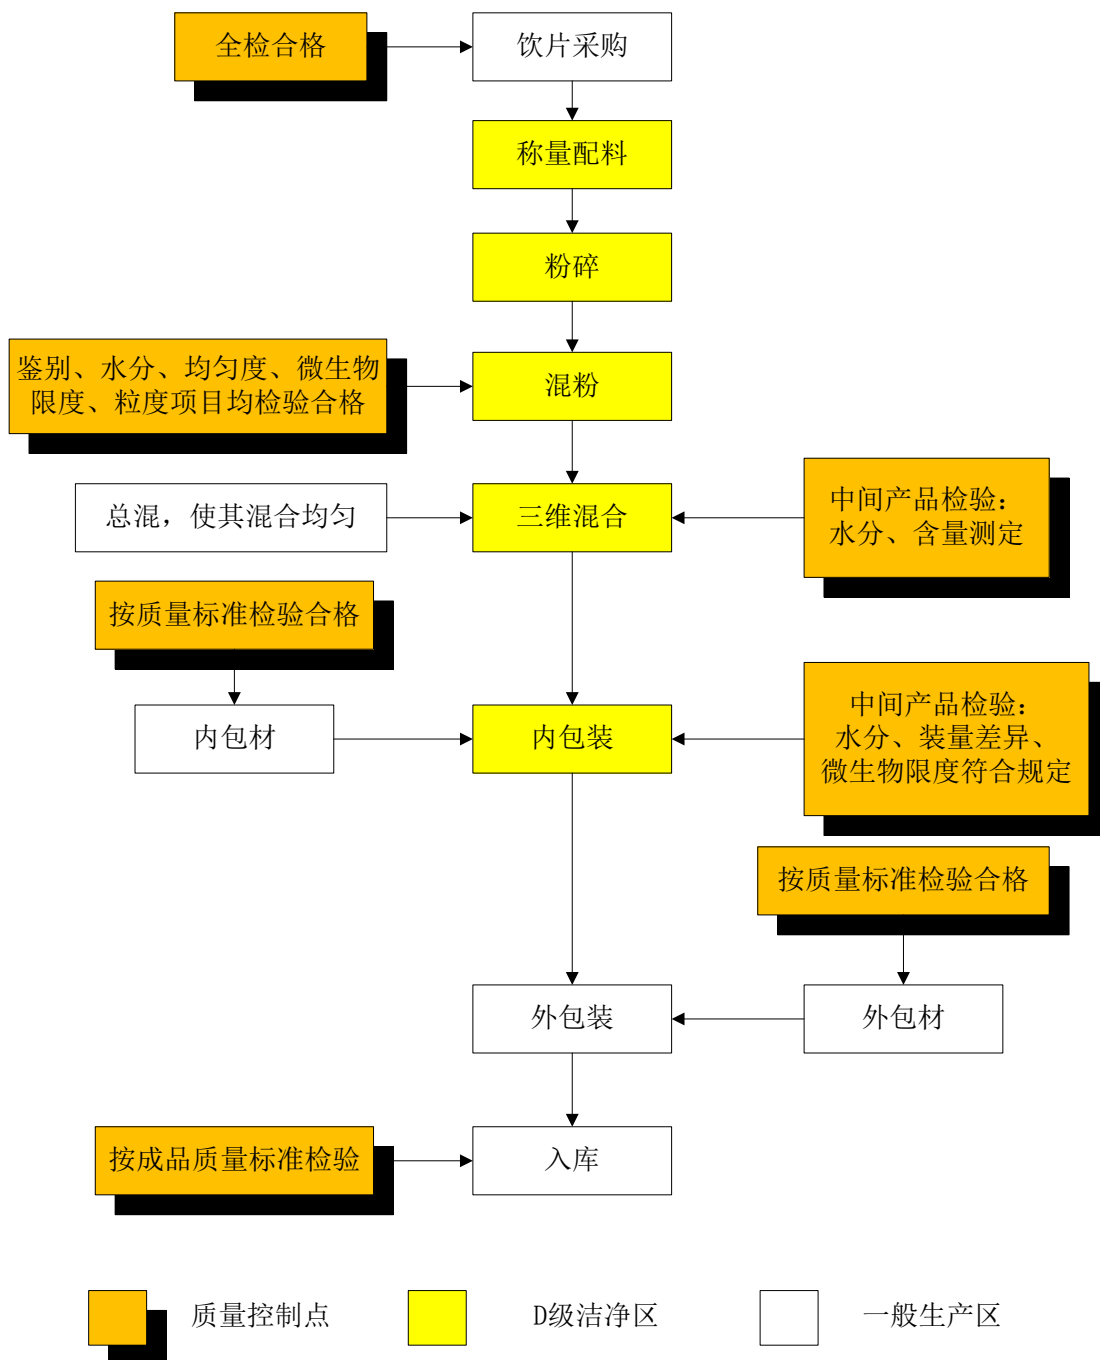 全检合格
饮片采购
称量配料
粉碎
鉴别、水分、均匀度、微生物
限度、粒度项目均检验合格
混粉
总混，使其混合均匀
三维混合
中间产品检验：
水分、含量测定
按质量标准检验合格
内包材
内包装
中间产品检验：
水分、装量差异、
微生物限度符合规定
按质量标准检验合格
外包装
外包材
按成品质量标准检验
入库
质量控制点
D级洁净区
一般生产区